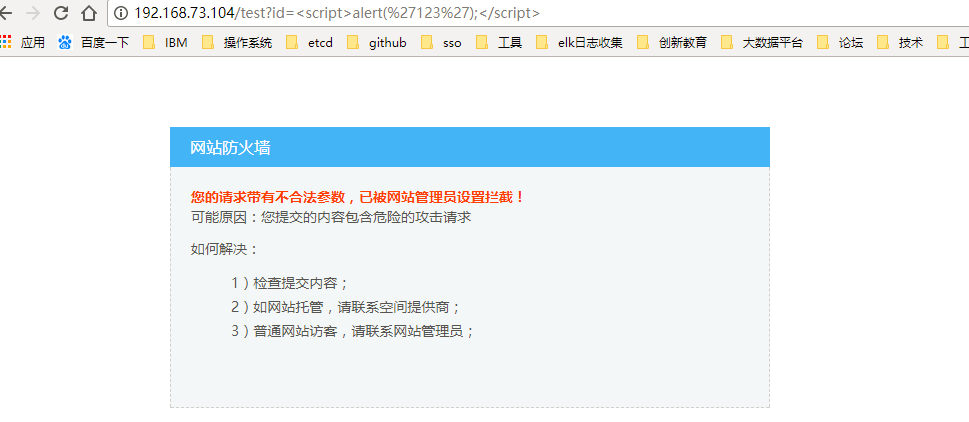 192.168.73.104/test?id=<script>alert(%27123%27);</script>
应用 百度一下 IBM 操作系统 etcd github sso 工具 elk日志收集 创新教育 大数据平台 论坛 技术
网站防火墙
您的请求带有不合法参数，已被网站管理员设置拦截！
可能原因：您提交的内容包含危险的攻击请求
如何解决：
1）检查提交内容；
2）如网站托管，请联系空间提供商；
3）普通网站访客，请联系网站管理员；